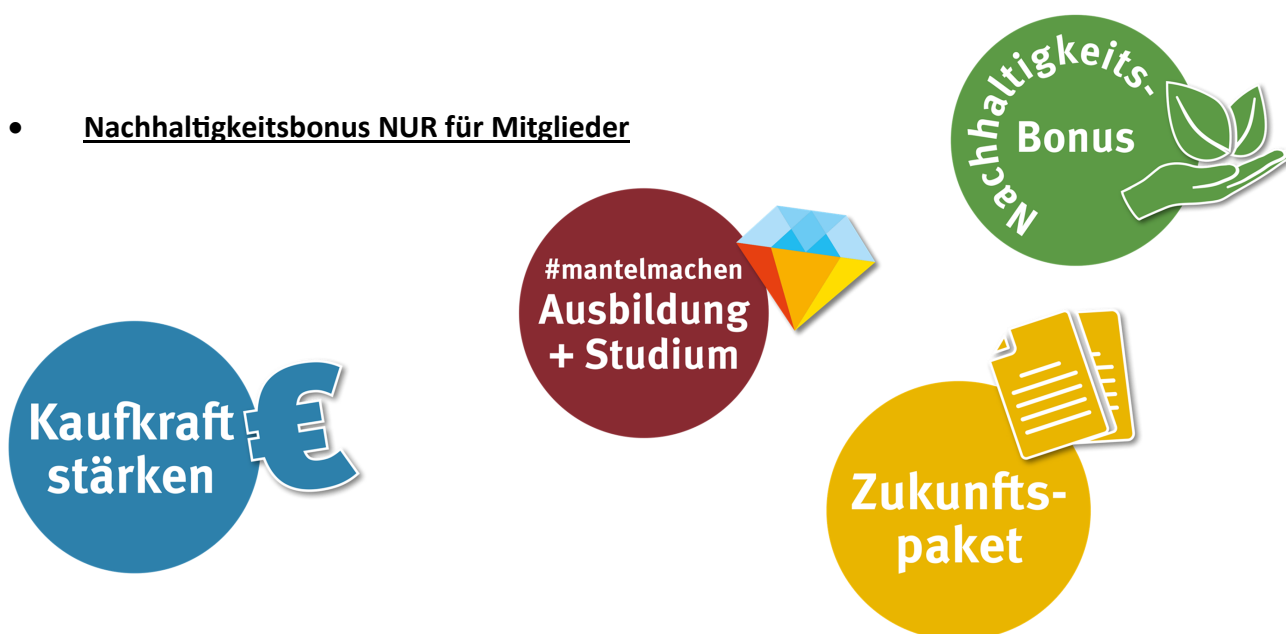 • Nachhaltigkeitsbonus NUR für Mitglieder
Nachhaltigkeits-
Bonus
#mantelmachen
Ausbildung
+ Studium
Kaufkraft
stärken
€
Zukunfts-
paket